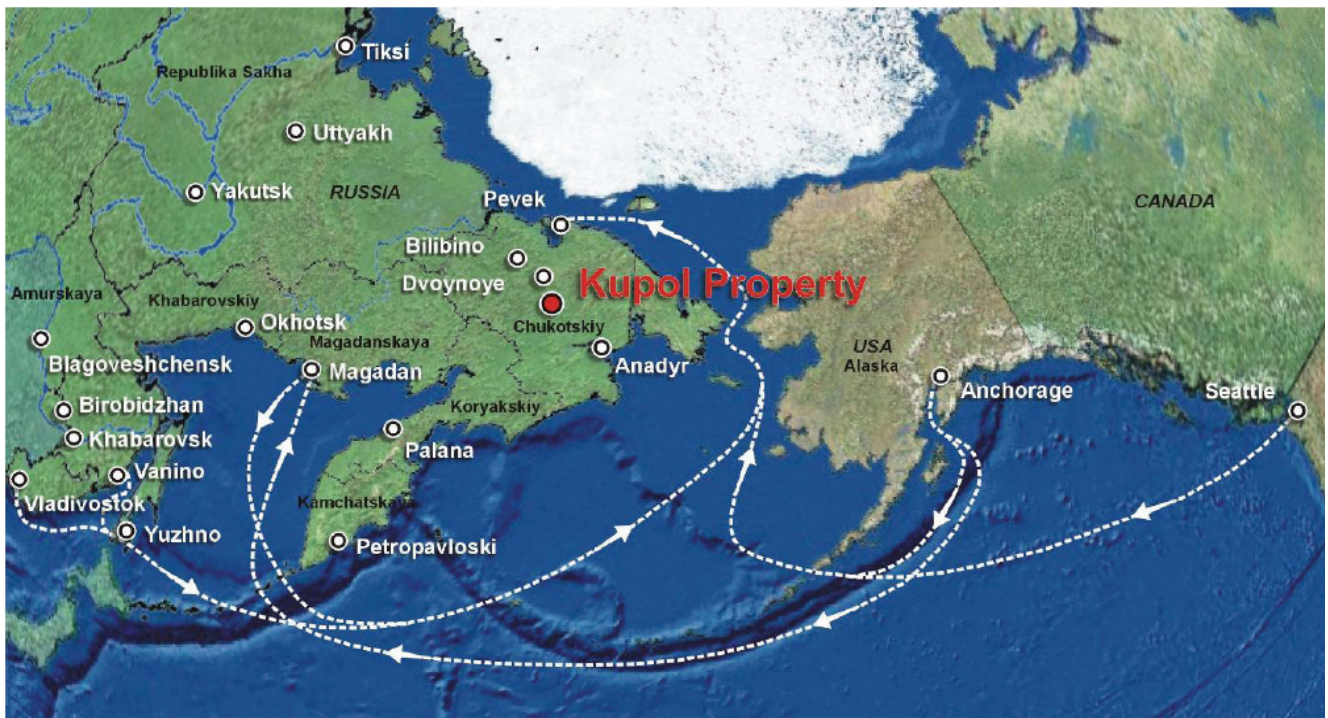 Tiksi
Republika Sakha
Uttyakh
Yakutsk
RUSSIA
CANADA
Pevek
Bilibino
Dvoynoye
Kupol Property
Amurskaya
Khabarovskiy
Okhotsk
Chukotskiy
Magadanskaya
USA
Alaska
Blagoveshchensk
Magadan
Anadyr
Anchorage
Seattle
Birobidzhan
Koryakskiy
Khabarovsk
Palana
Vanino
Vladivostok
Kamchatskaya
Yuzhno
Petropavloski